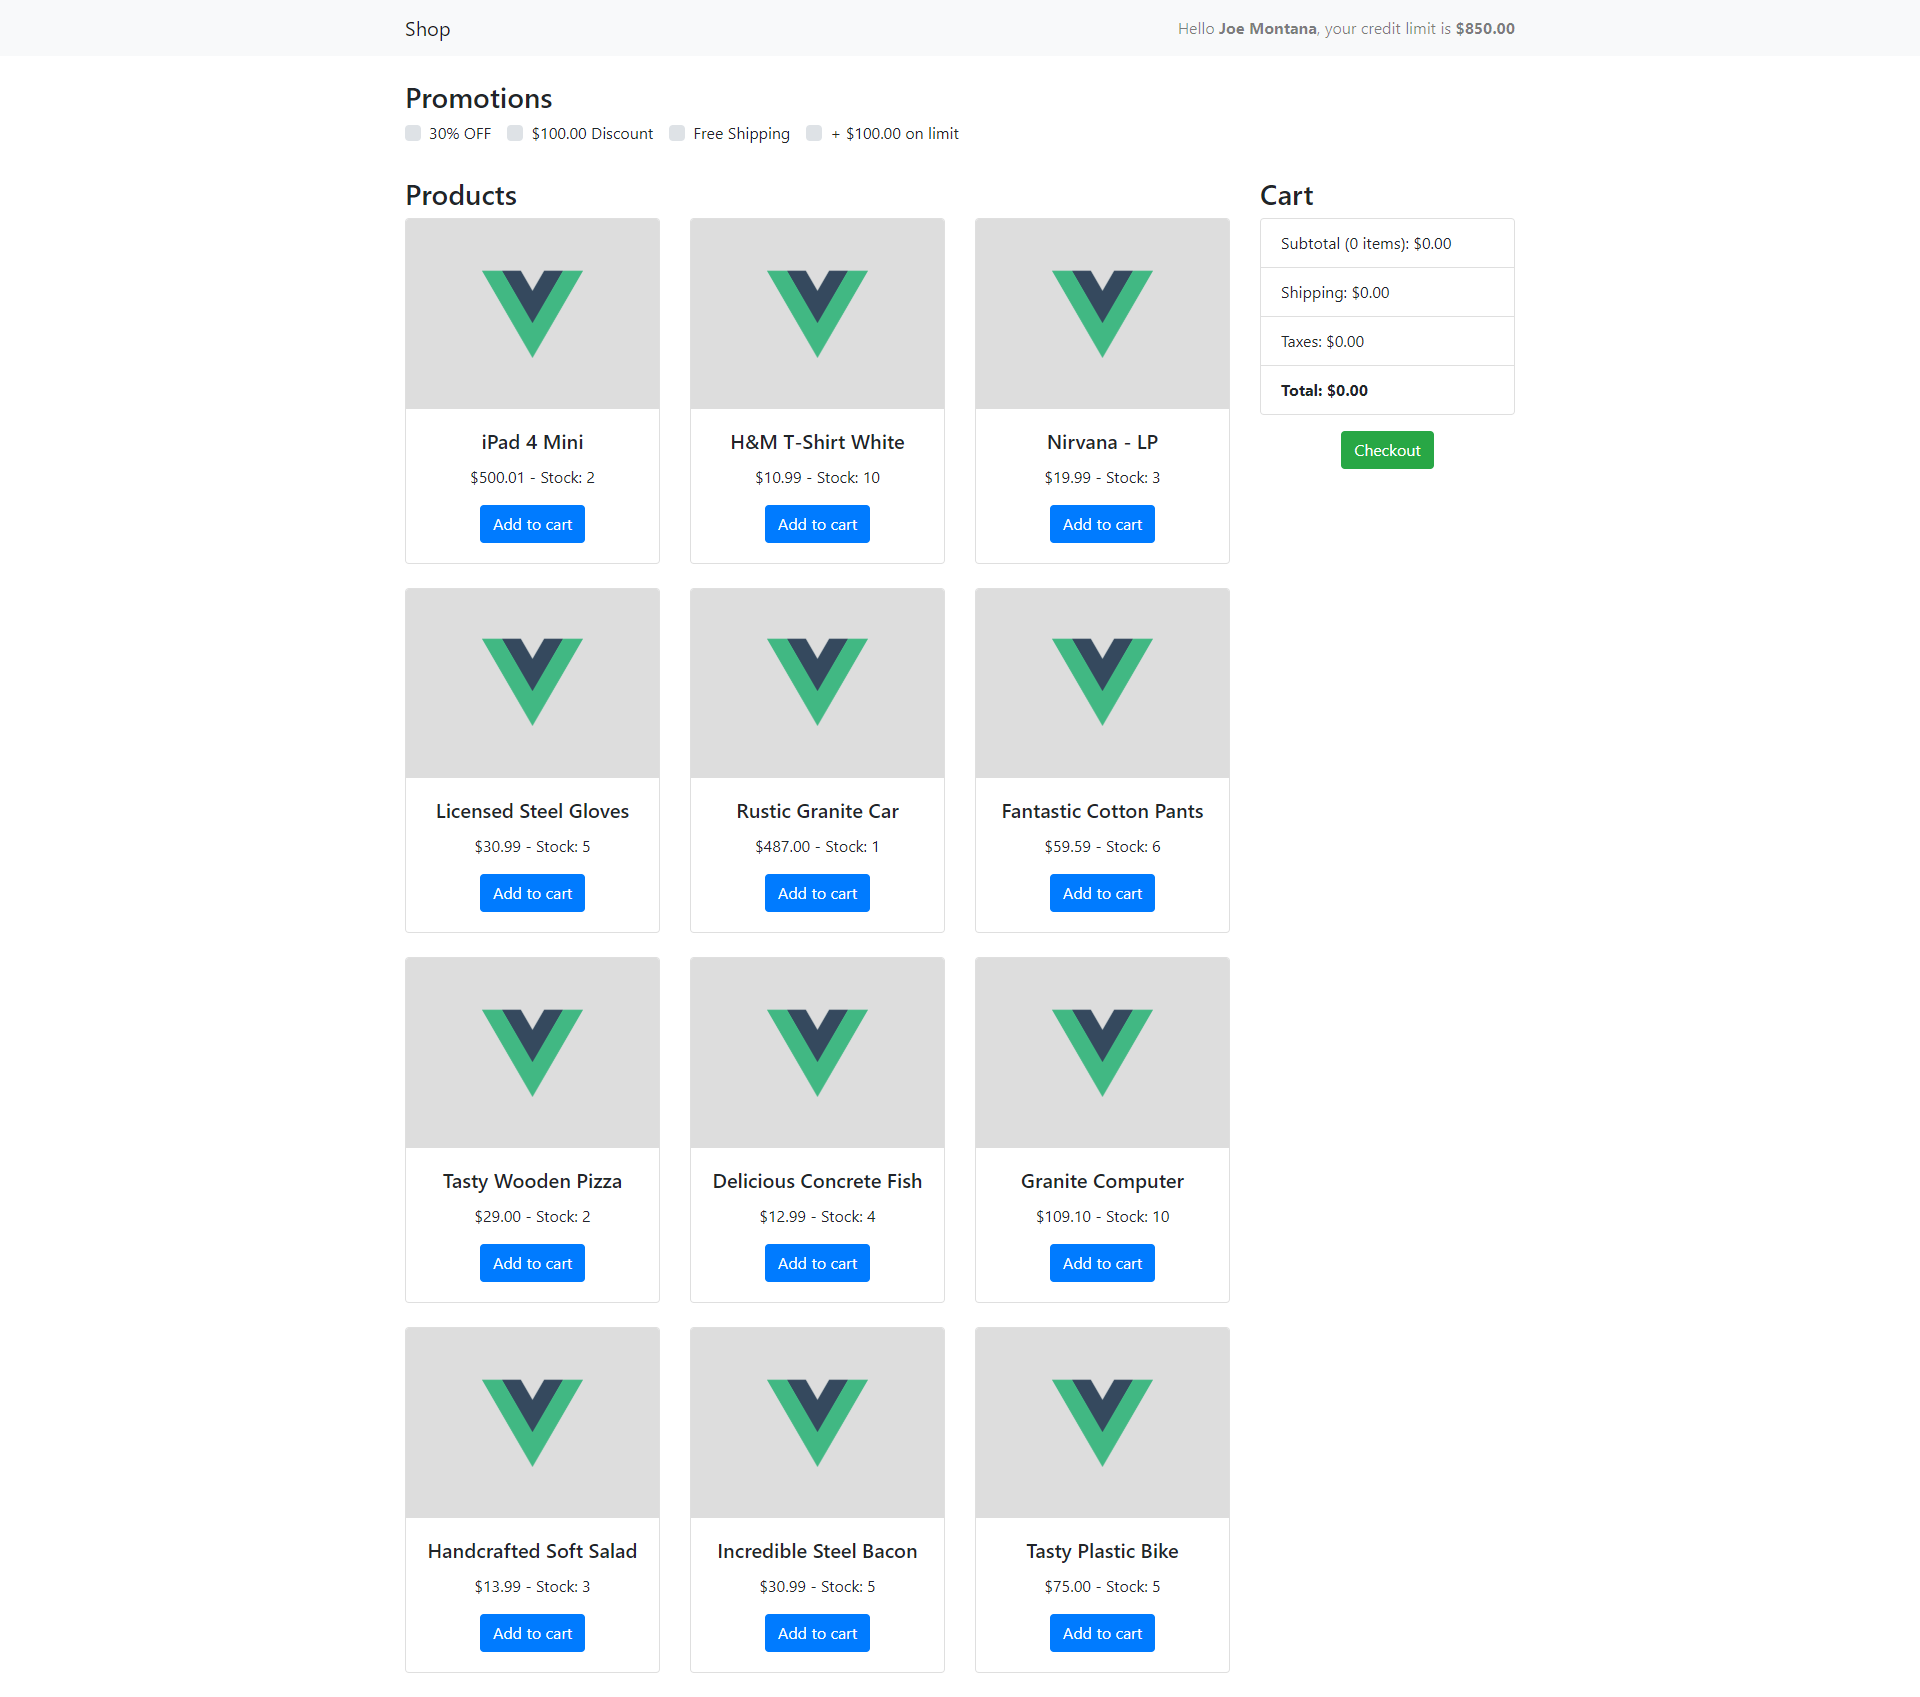 Shop
Hello Joe Montana, your credit limit is $850.00
Promotions
30% OFF
$100.00 Discount
Free Shipping
+ $100.00 on limit
Products
iPad 4 Mini
$500.01 - Stock: 2
Add to cart
H&M T-Shirt White
$10.99 - Stock: 10
Add to cart
Nirvana - LP
$19.99 - Stock: 3
Add to cart
Licensed Steel Gloves
$30.99 - Stock: 5
Add to cart
Rustic Granite Car
$487.00 - Stock: 1
Add to cart
Fantastic Cotton Pants
$59.59 - Stock: 6
Add to cart
Tasty Wooden Pizza
$29.00 - Stock: 2
Add to cart
Delicious Concrete Fish
$12.99 - Stock: 4
Add to cart
Granite Computer
$109.10 - Stock: 10
Add to cart
Handcrafted Soft Salad
$13.99 - Stock: 3
Add to cart
Incredible Steel Bacon
$30.99 - Stock: 5
Add to cart
Tasty Plastic Bike
$75.00 - Stock: 5
Add to cart
Cart
Subtotal (0 items): $0.00
Shipping: $0.00
Taxes: $0.00
Total: $0.00
Checkout